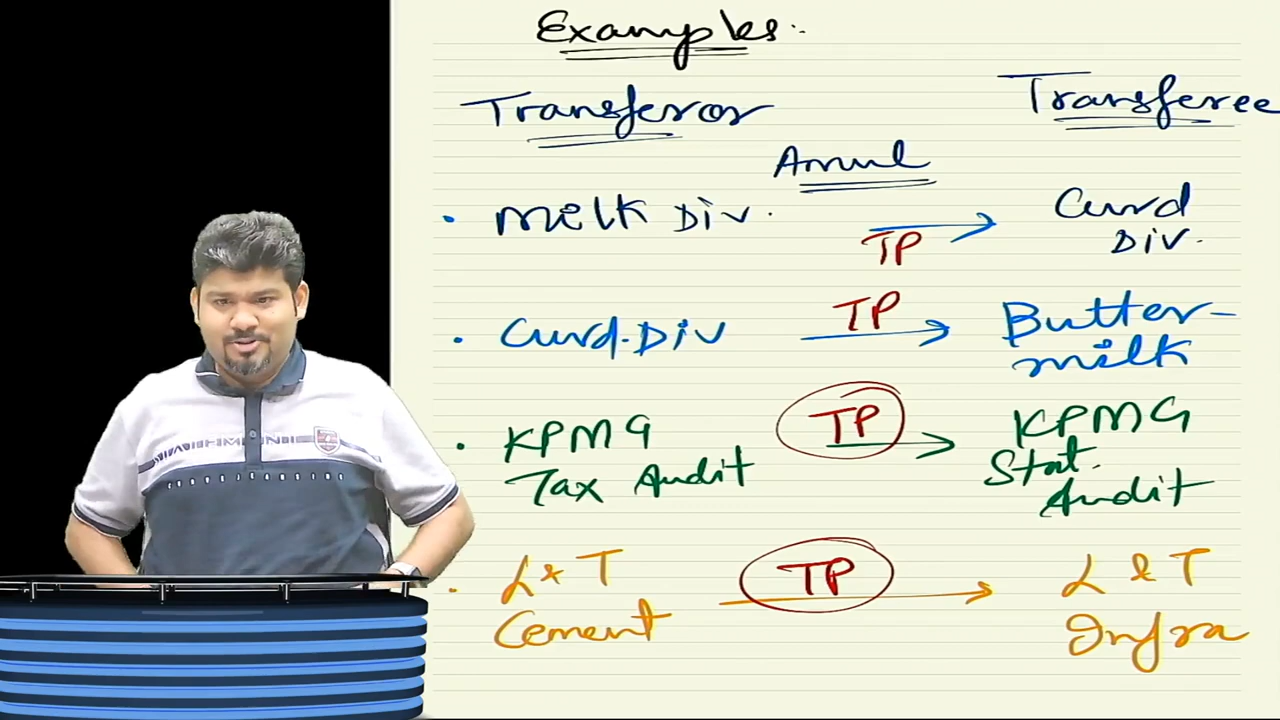 Examples:
Transferor Transferee
Amul
• Milk Div. TP Curd
Div.
• Curd.Div TP Butter-
milk
• KPMG TP KPMG
Tax Audit Stat.
Audit
• L&T TP L&T
Cement Infra